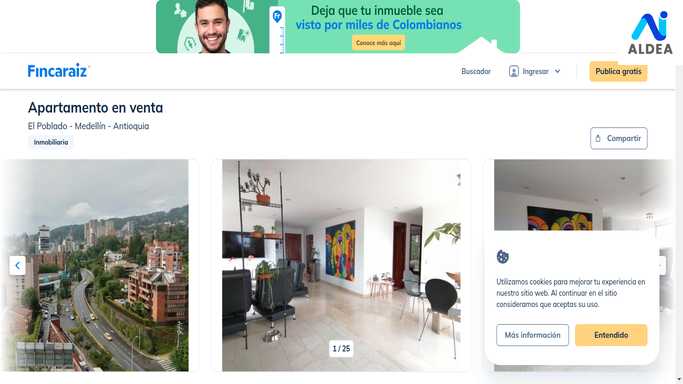 Deja que tu inmueble sea
visto por miles de Colombianos
Conoce más aquí
Fr
ALDEA
Fincaraiz
Buscador
Ingresar
Publica gratis
Apartamento en venta
El Poblado - Medellín - Antioquia
Inmobiliaria
Compartir
1 / 25
Utilizamos cookies para mejorar tu experiencia en
nuestro sitio web. Al continuar en el sitio
consideramos que aceptas su uso.
Más información
Entendido